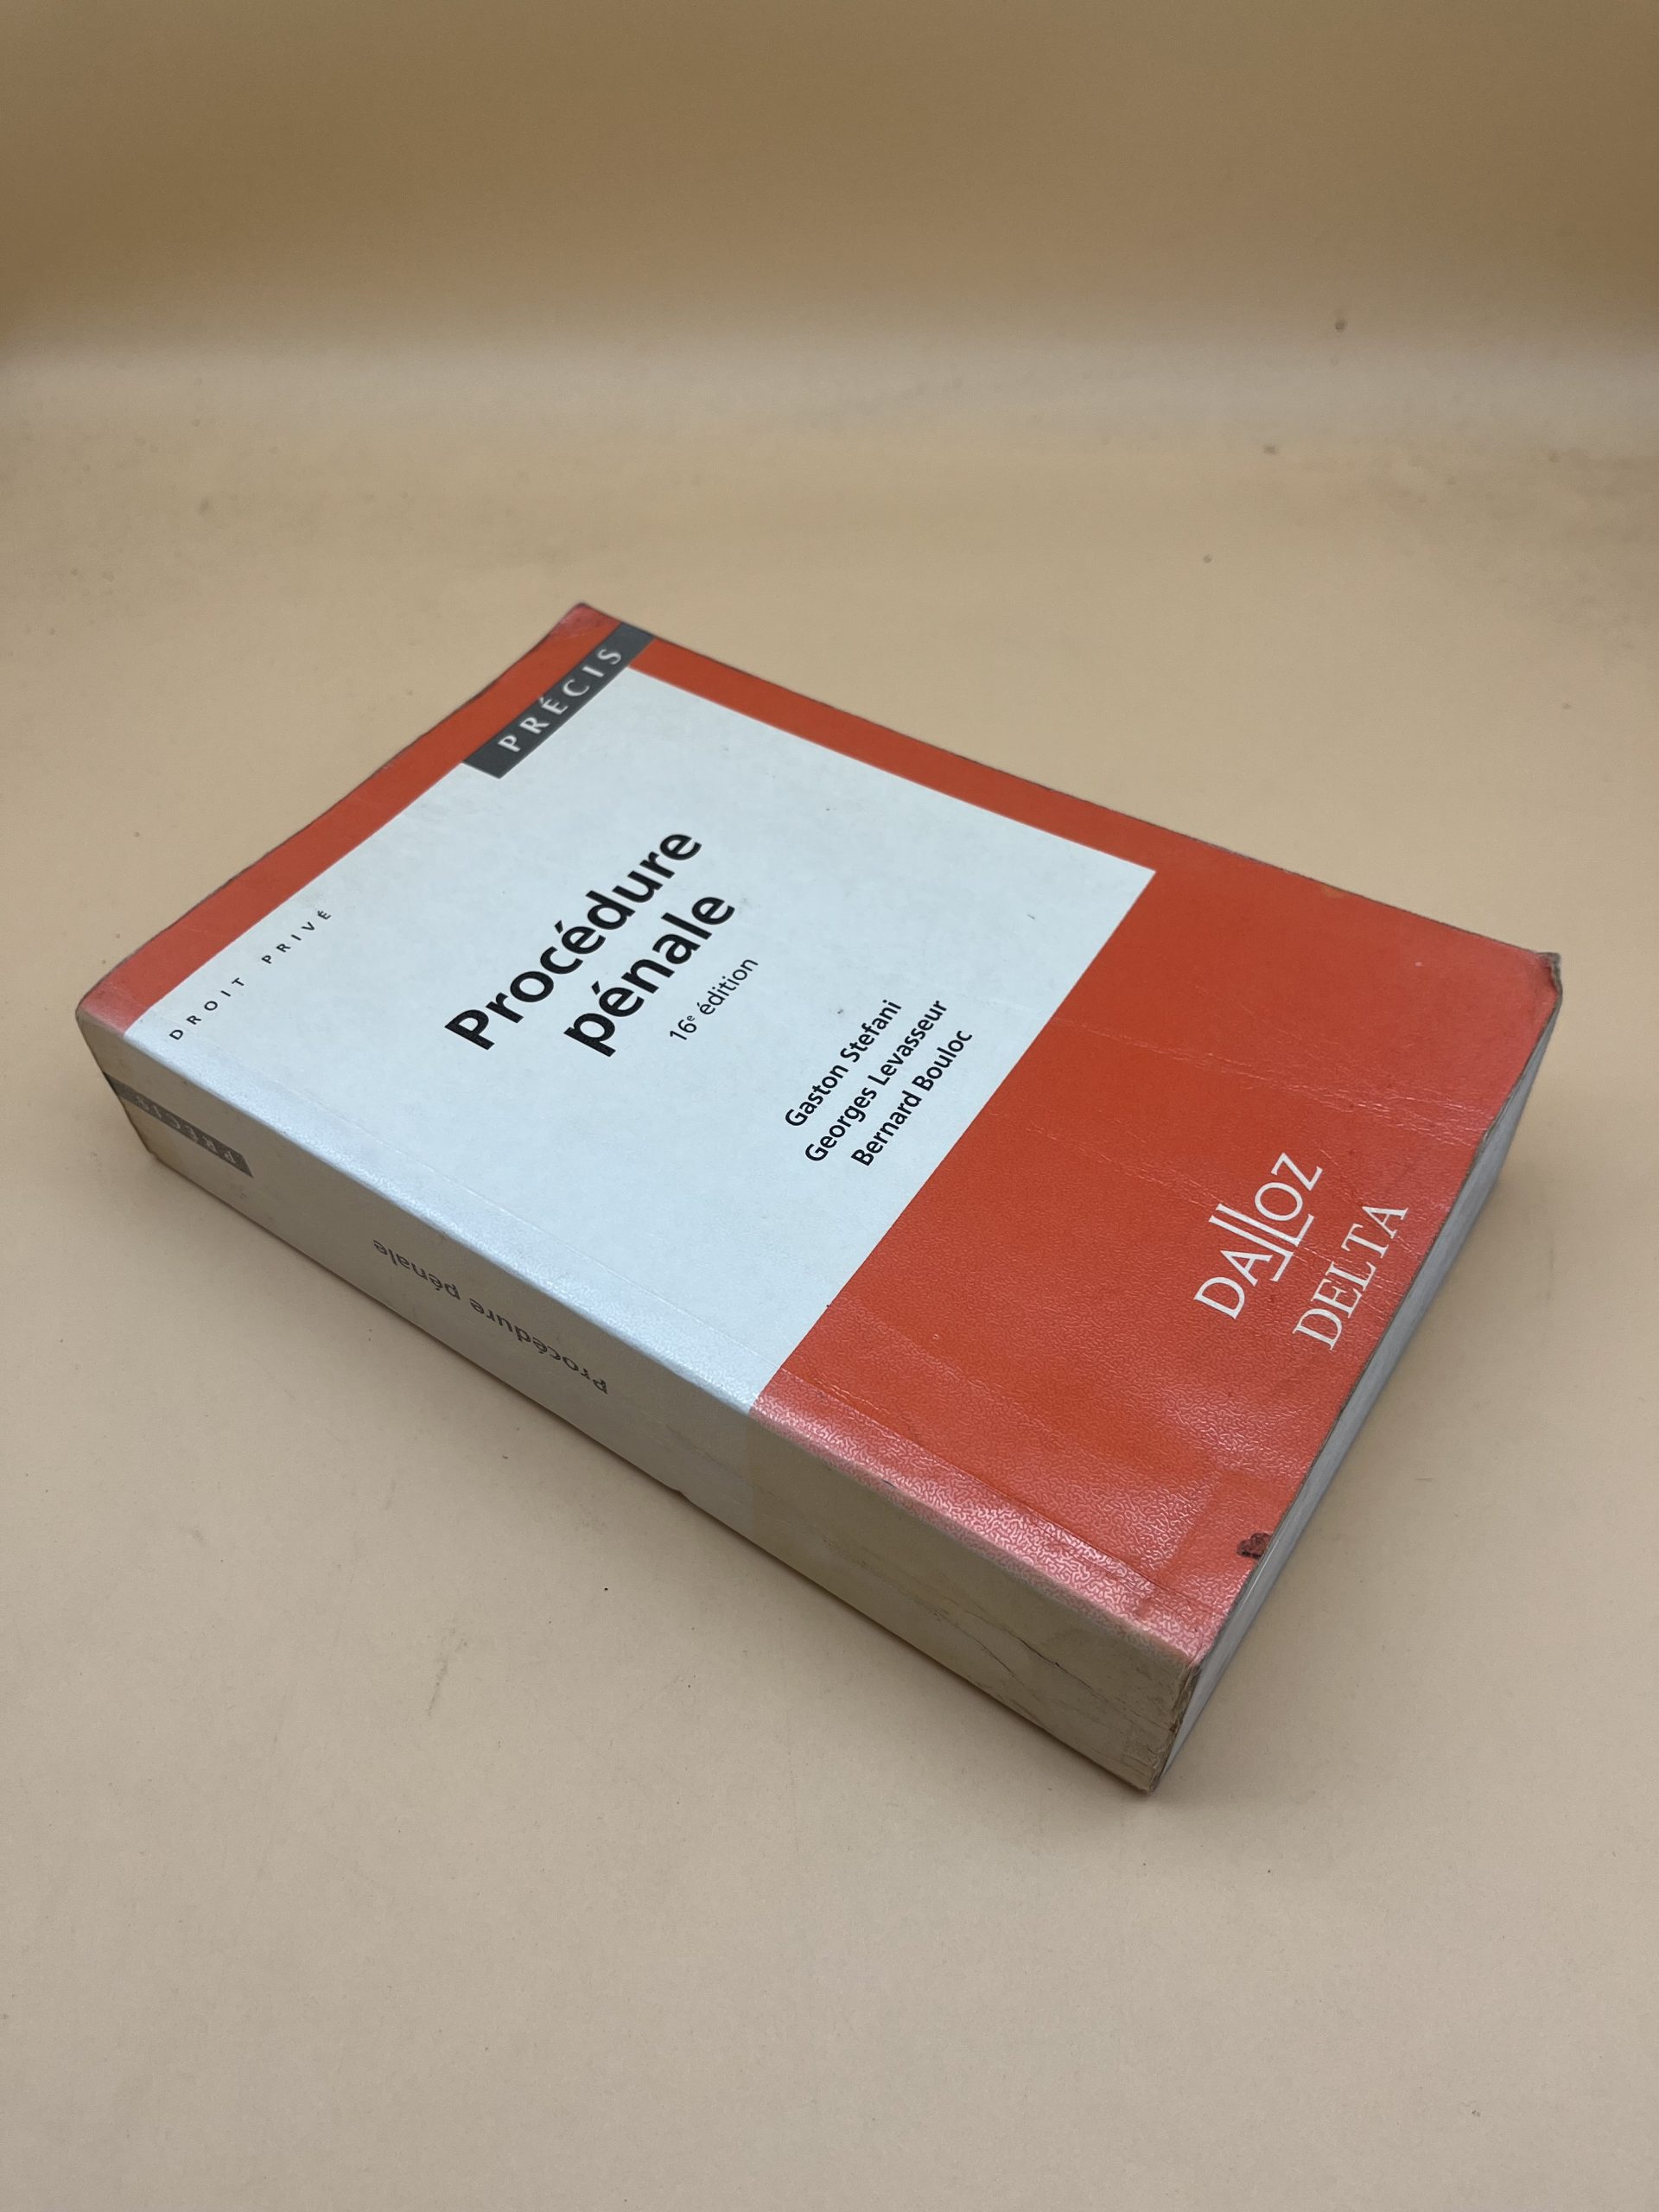 PRÉCIS
DROIT PRIVÉ
Procédure
pénale
16e édition
Gaston Stefani
Georges Levasseur
Bernard Bouloc
DALLOZ
DELTA
PRÉCIS
Procédure pénale